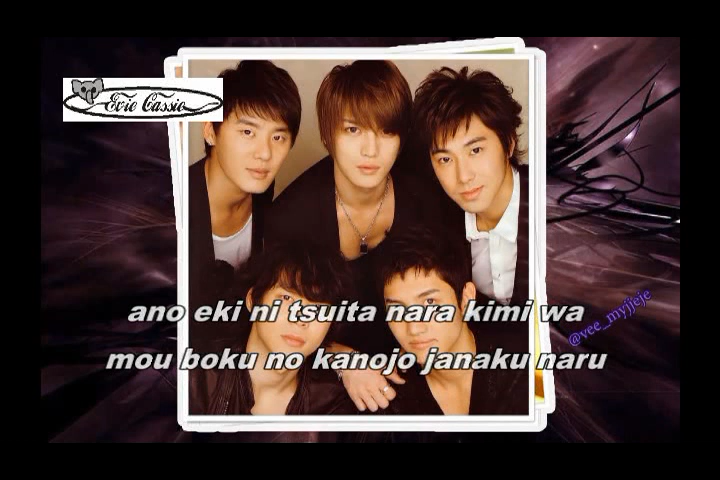 Evie Cassie
ano eki ni tsuita nara kimi wa
mou boku no kanojo janaku naru
@vee_myjjeje